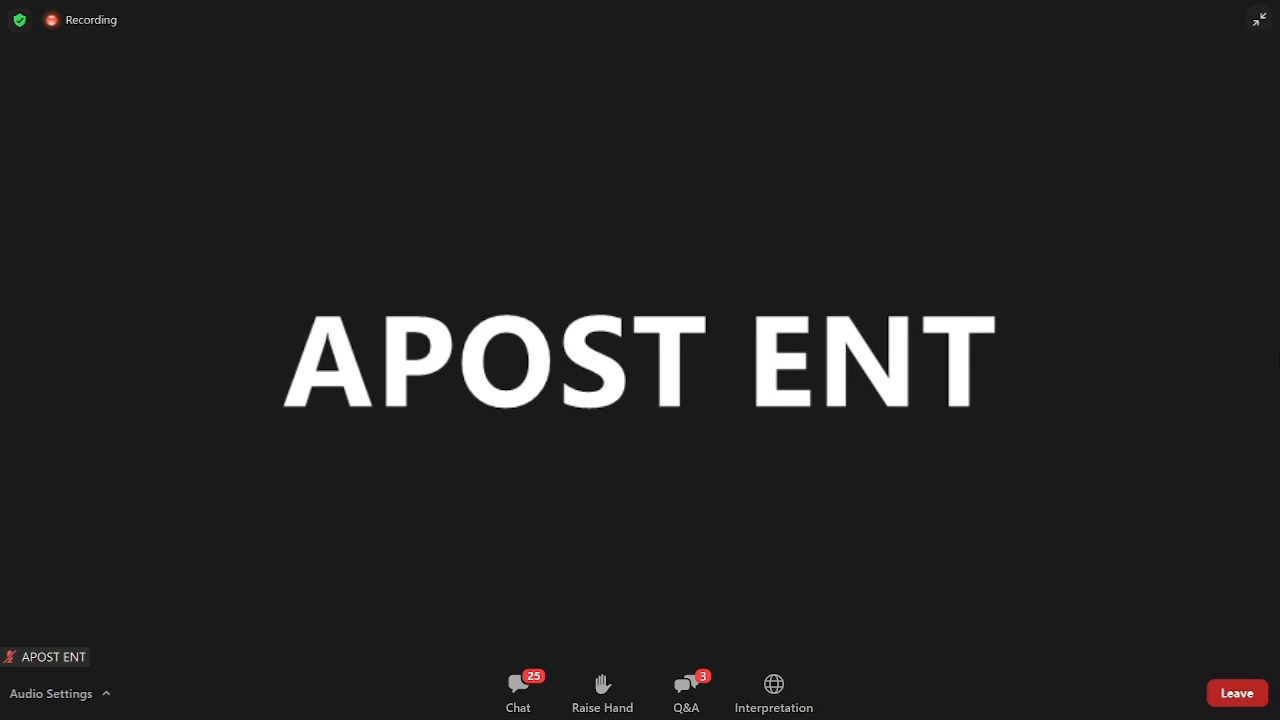 Recording
APOST ENT
APOST ENT
Audio Settings
25
Chat
Raise Hand
3
Q&A
Interpretation
Leave